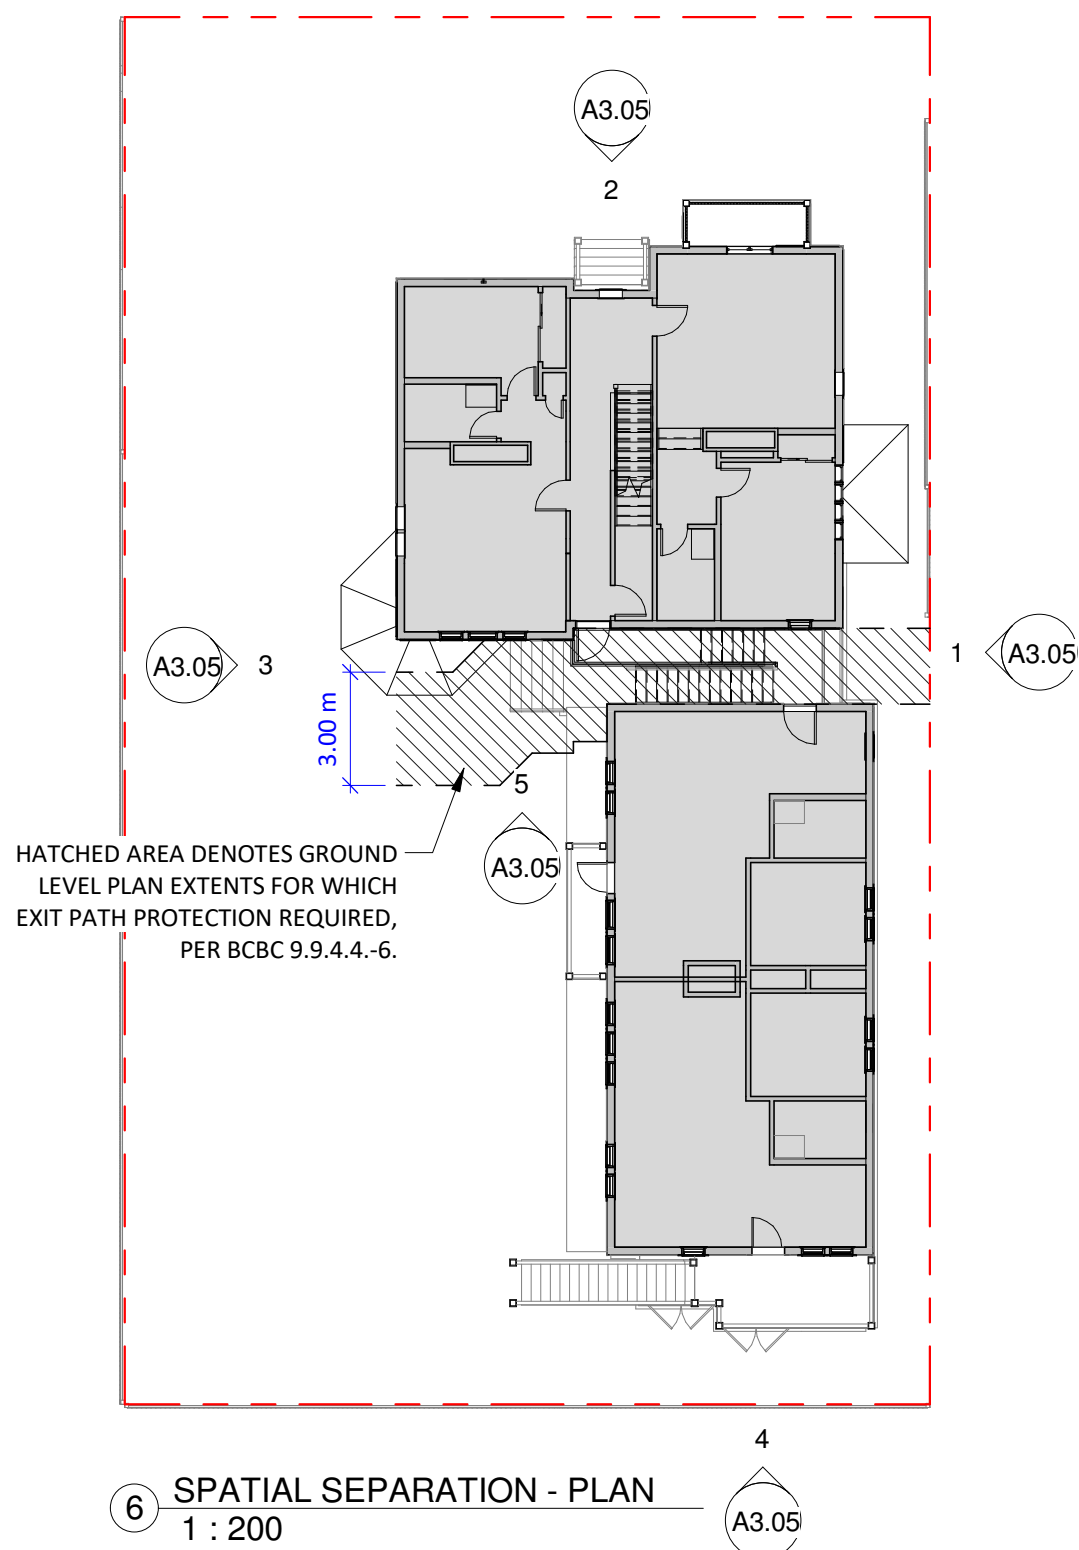 A3.05
2
A3.05
3
1
A3.05
3.00 m
5
A3.05
HATCHED AREA DENOTES GROUND
LEVEL PLAN EXTENTS FOR WHICH
EXIT PATH PROTECTION REQUIRED,
PER BCBC 9.9.4.4.-6.
4
A3.05
6
SPATIAL SEPARATION - PLAN
1 : 200